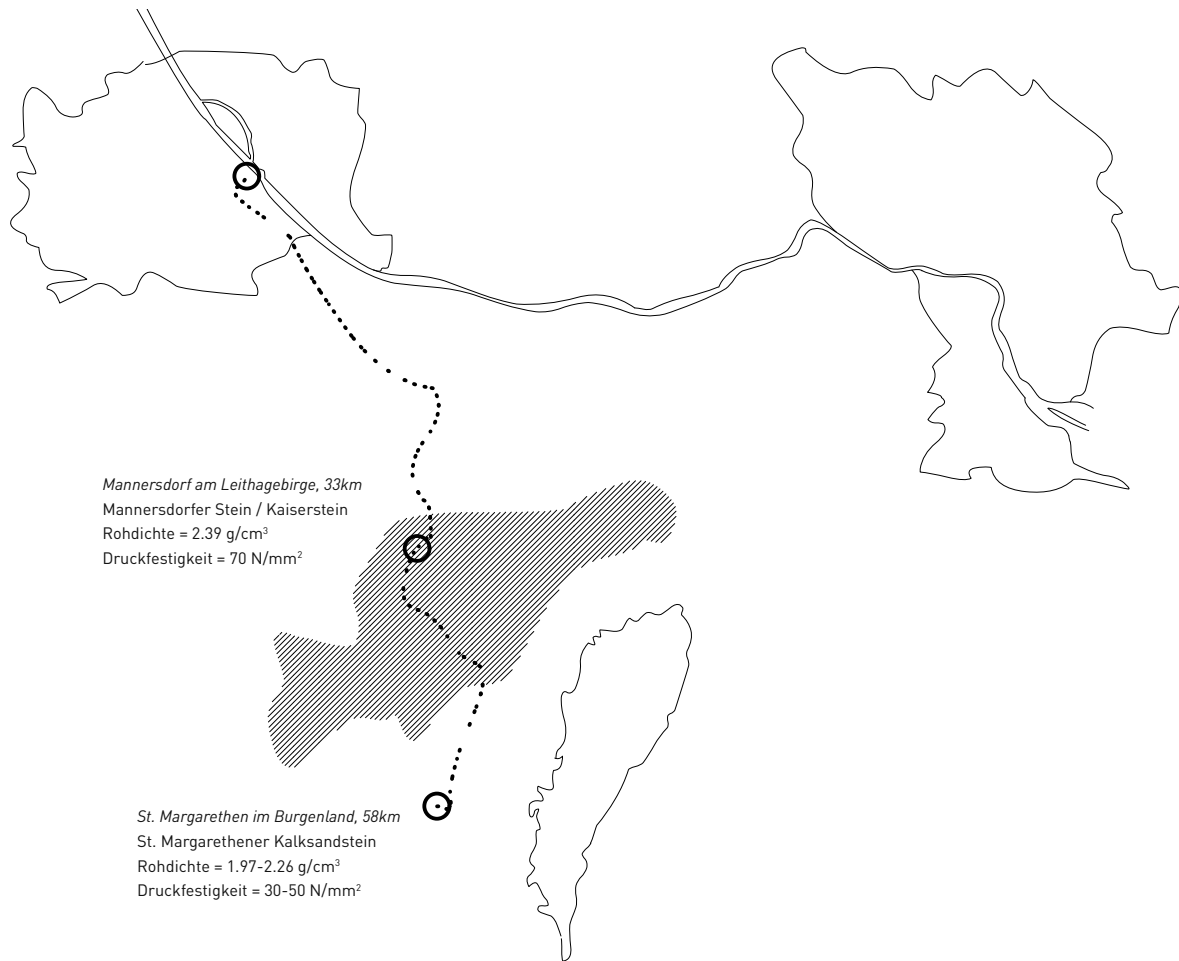 Mannersdorf am Leithagebirge, 33km
Mannersdorfer Stein / Kaiserstein
Rohdichte = 2.39 g/cm³
Druckfestigkeit = 70 N/mm²
St. Margarethen im Burgenland, 58km
St. Margarethener Kalksandstein
Rohdichte = 1.97-2.26 g/cm³
Druckfestigkeit = 30-50 N/mm²